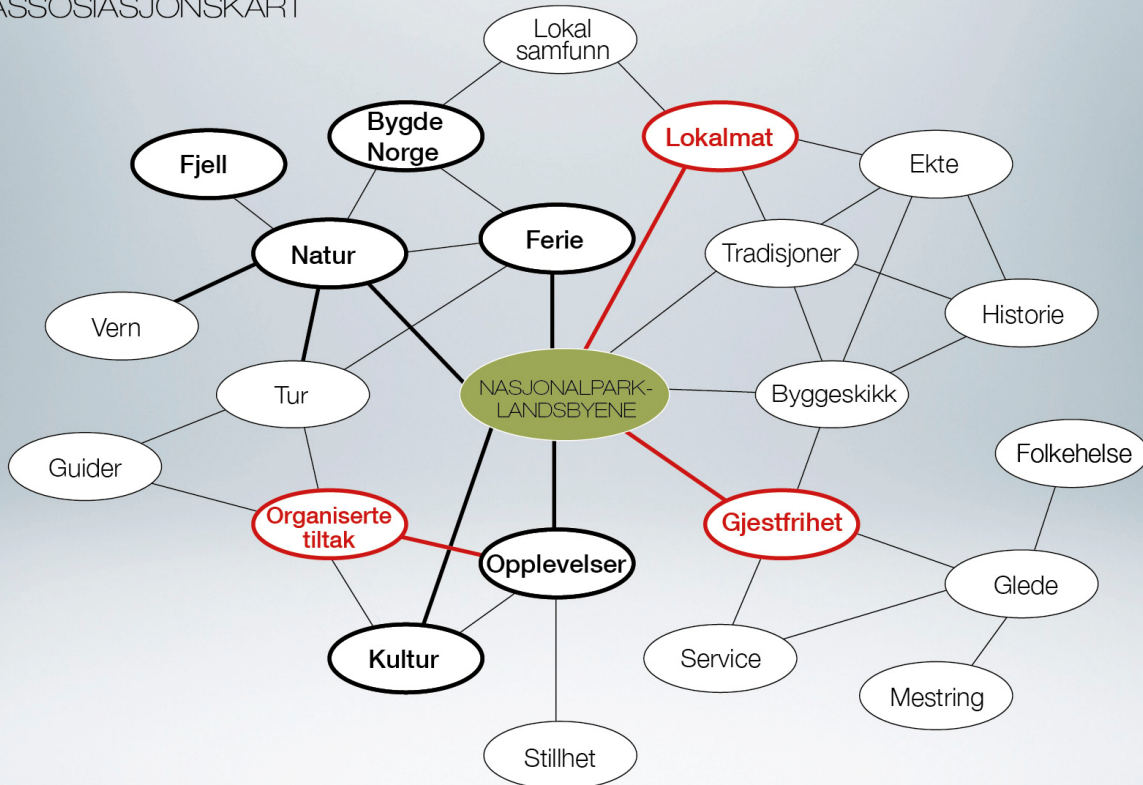 ASSOSIASJONSKART
Lokal
samfunn
Bygde
Norge
Lokalmat
Fjell
Ekte
Ferie
Natur
Tradisjoner
Vern
Historie
NASJONALPARK-
LANDSBYENE
Tur
Byggeskikk
Guider
Folkehelse
Organiserte
tiltak
Gjestfrihet
Opplevelser
Glede
Kultur
Service
Mestring
Stillhet